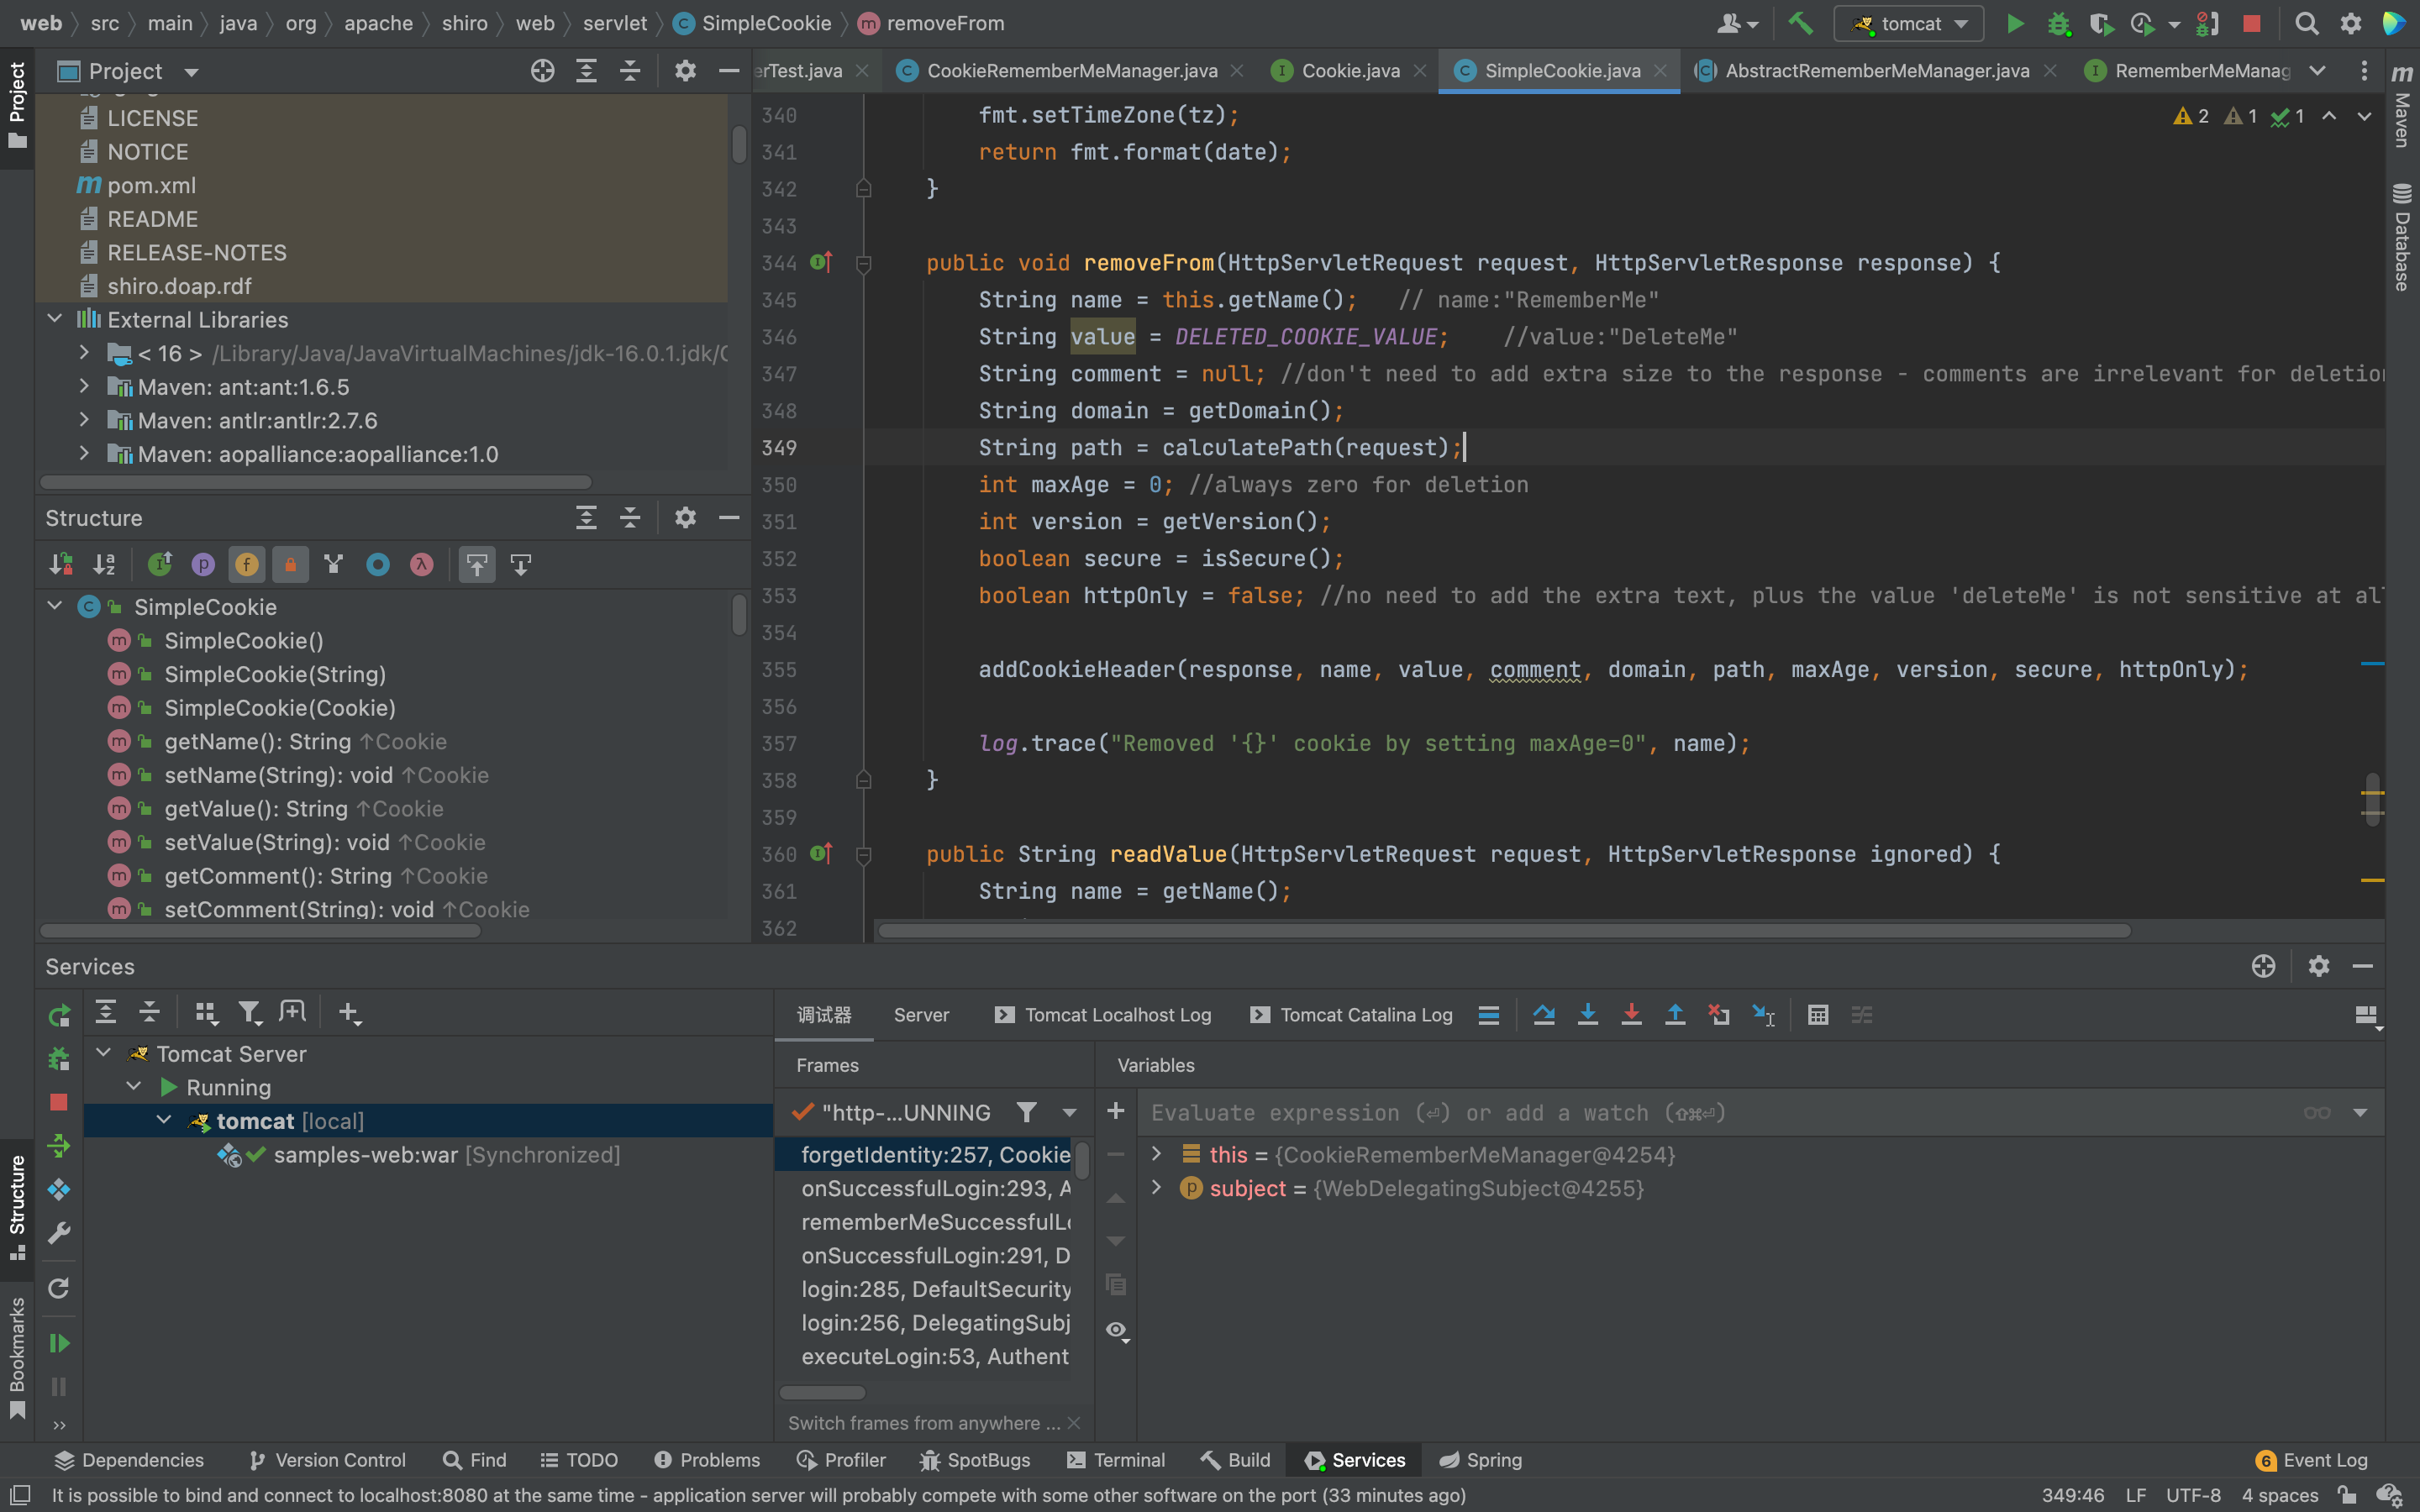 web
src
main
java
org
apache
shiro
web
servlet
SimpleCookie
removeFrom
tomcat
Project
erTest.java
CookieRememberMeManager.java
Cookie.java
SimpleCookie.java
AbstractRememberMeManager.java
RememberMeManag
Project
Maven
Database
LICENSE
NOTICE
pom.xml
README
RELEASE-NOTES
shiro.doap.rdf
External Libraries
< 16 > /Library/Java/JavaVirtualMachines/jdk-16.0.1.jdk/
Maven: ant:ant:1.6.5
Maven: antlr:antlr:2.7.6
Maven: aopalliance:aopalliance:1.0
2 1 1
340 fmt.setTimeZone(tz);
341 return fmt.format(date);
342 }
343
344 public void removeFrom(HttpServletRequest request, HttpServletResponse response) {
345 String name = this.getName(); // name:"RememberMe"
346 String value = DELETED_COOKIE_VALUE; //value:"DeleteMe"
347 String comment = null; //don't need to add extra size to the response - comments are irrelevant for deletion
348 String domain = getDomain();
349 String path = calculatePath(request);
350 int maxAge = 0; //always zero for deletion
351 int version = getVersion();
352 boolean secure = isSecure();
353 boolean httpOnly = false; //no need to add the extra text, plus the value 'deleteMe' is not sensitive at al
354
355 addCookieHeader(response, name, value, comment, domain, path, maxAge, version, secure, httpOnly);
356
357 log.trace("Removed '{}' cookie by setting maxAge=0", name);
358 }
359
360 public String readValue(HttpServletRequest request, HttpServletResponse ignored) {
361 String name = getName();
362
Structure
SimpleCookie
SimpleCookie()
SimpleCookie(String)
SimpleCookie(Cookie)
getName(): String ↑Cookie
setName(String): void ↑Cookie
getValue(): String ↑Cookie
setValue(String): void ↑Cookie
getComment(): String ↑Cookie
setComment(String): void ↑Cookie
Services
调试器
Server
Tomcat Localhost Log
Tomcat Catalina Log
Tomcat Server
Running
tomcat [local]
samples-web:war [Synchronized]
Frames
"http-...UNNING
forgetIdentity:257, Cookie
onSuccessfulLogin:293, A
rememberMeSuccessfulLo
onSuccessfulLogin:291, D
login:285, DefaultSecurity
login:256, DelegatingSubj
executeLogin:53, Authent
Switch frames from anywhere ...
Variables
Evaluate expression (⏎) or add a watch (⇧⌘⏎)
this = {CookieRememberMeManager@4254}
subject = {WebDelegatingSubject@4255}
Structure
Bookmarks
Dependencies
Version Control
Find
TODO
Problems
Profiler
SpotBugs
Terminal
Build
Services
Spring
6 Event Log
It is possible to bind and connect to localhost:8080 at the same time - application server will probably compete with some other software on the port (33 minutes ago)
349:46 LF UTF-8 4 spaces